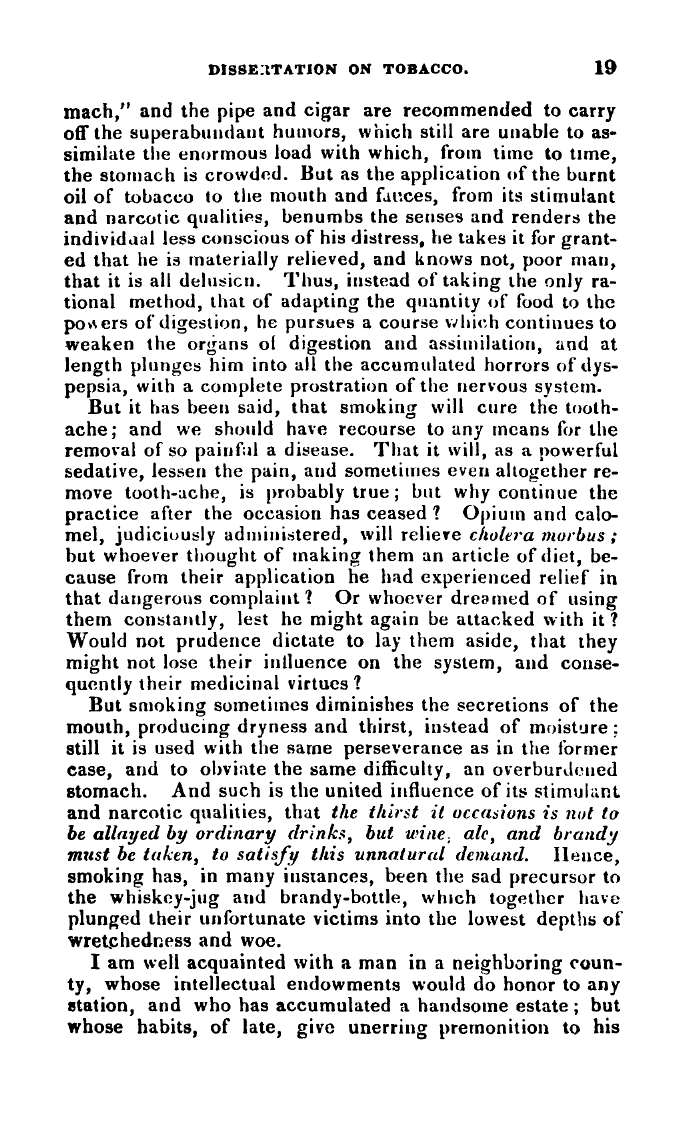 DISSERTATION ON TOBACCO. 19
mach," and the pipe and cigar are recommended to carry
off the superabundant humors, which still are unable to as-
similate the enormous load with which, from time to time,
the stomach is crowded. But as the application of the burnt
oil of tobacco to the mouth and fauces, from its stimulant
and narcotic qualities, benumbs the senses and renders the
individual less conscious of his distress, he takes it for grant-
ed that he is materially relieved, and knows not, poor man,
that it is all delusion. Thus, instead of taking the only ra-
tional method, that of adapting the quantity of food to the
powers of digestion, he pursues a course which continues to
weaken the organs of digestion and assimilation, and at
length plunges him into all the accumulated horrors of dys-
pepsia, with a complete prostration of the nervous system.
But it has been said, that smoking will cure the tooth-
ache; and we should have recourse to any means for the
removal of so painful a disease. That it will, as a powerful
sedative, lessen the pain, and sometimes even altogether re-
move tooth-ache, is probably true; but why continue the
practice after the occasion has ceased? Opium and calo-
mel, judiciously administered, will relieve cholera morbus;
but whoever thought of making them an article of diet, be-
cause from their application he had experienced relief in
that dangerous complaint? Or whoever dreamed of using
them constantly, lest he might again be attacked with it?
Would not prudence dictate to lay them aside, that they
might not lose their influence on the system, and conse-
quently their medicinal virtues?
But smoking sometimes diminishes the secretions of the
mouth, producing dryness and thirst, instead of moisture;
still it is used with the same perseverance as in the former
case, and to obviate the same difficulty, an overburdened
stomach. And such is the united influence of its stimulant
and narcotic qualities, that the thirst it occasions is not to
be allayed by ordinary drinks, but wine, ale, and brandy
must be taken, to satisfy this unnatural demand. Hence,
smoking has, in many instances, been the sad precursor to
the whiskey-jug and brandy-bottle, which together have
plunged their unfortunate victims into the lowest depths of
wretchedness and woe.
I am well acquainted with a man in a neighboring coun-
ty, whose intellectual endowments would do honor to any
station, and who has accumulated a handsome estate; but
whose habits, of late, give unerring premonition to his